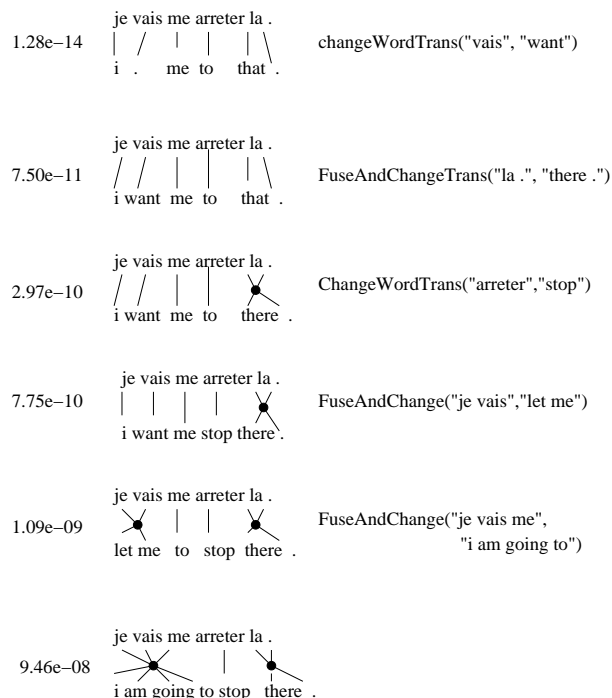 je vais me arreter la .
1.28e−14 changeWordTrans("vais", "want")
i . me to that .
je vais me arreter la .
7.50e−11 FuseAndChangeTrans("la .", "there .")
i want me to that .
je vais me arreter la .
2.97e−10 ChangeWordTrans("arreter","stop")
i want me to there .
je vais me arreter la .
7.75e−10 FuseAndChange("je vais","let me")
i want me stop there .
je vais me arreter la .
1.09e−09 FuseAndChange("je vais me",
"i am going to")
let me to stop there .
je vais me arreter la .
9.46e−08
i am going to stop there .